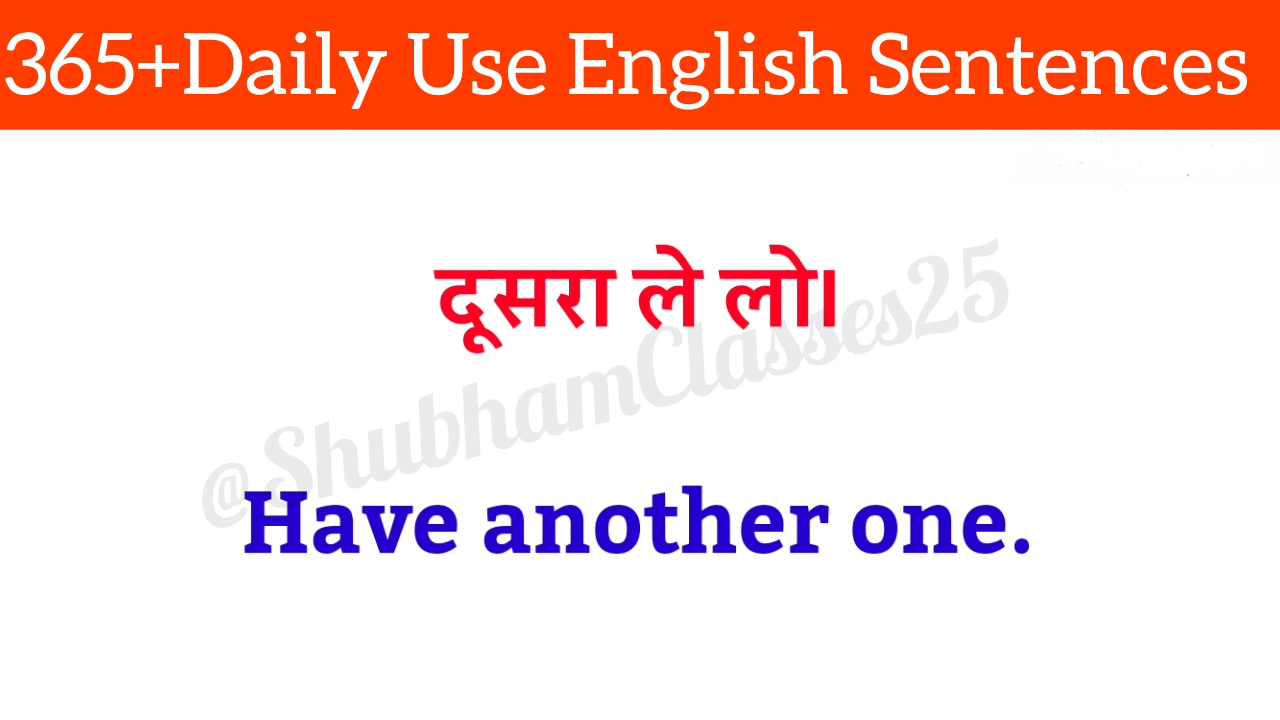 365+Daily Use English Sentences
दूसरा ले लो।
@ShubhamClasses25
Have another one.